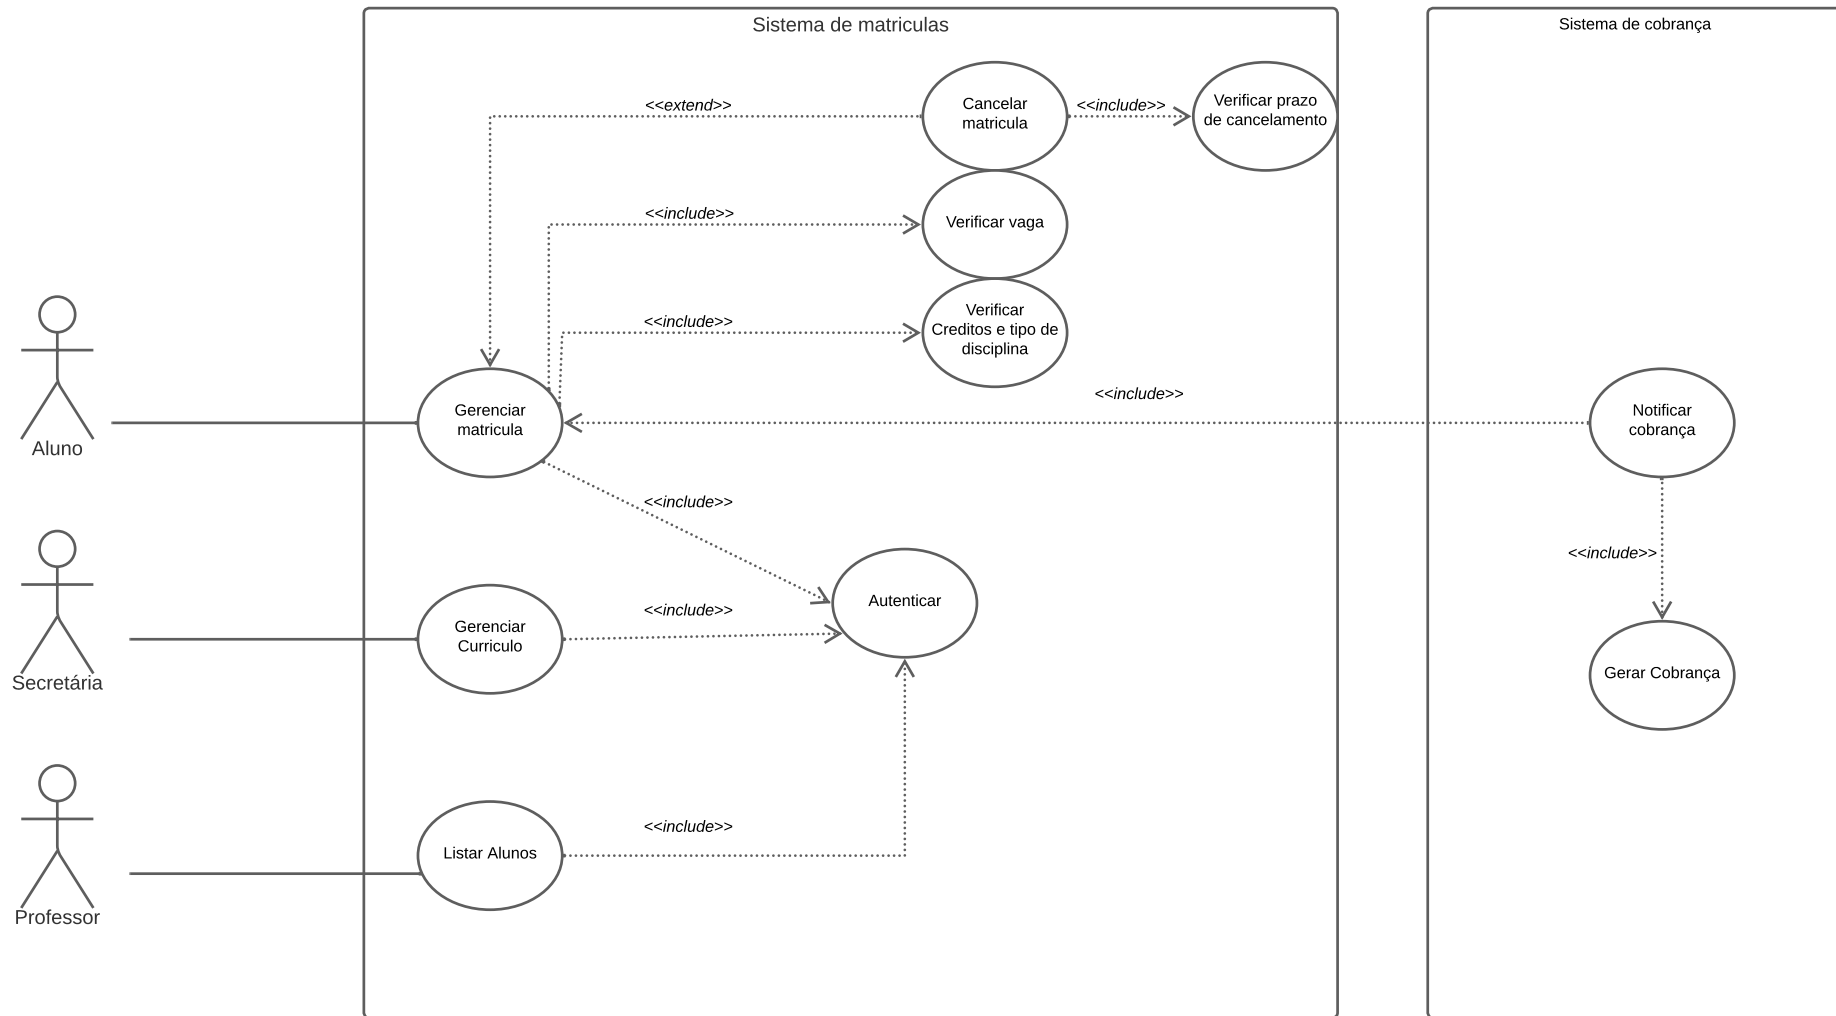 Sistema de matriculas
Sistema de cobrança
<<extend>>
Cancelar
matricula
<<include>>
Verificar prazo
de cancelamento
<<include>>
Verificar vaga
<<include>>
Verificar
Creditos e tipo de
disciplina
Aluno
Gerenciar
matricula
<<include>>
Notificar
cobrança
<<include>>
<<include>>
Secretária
Gerenciar
Curriculo
<<include>>
Autenticar
Gerar Cobrança
Professor
Listar Alunos
<<include>>